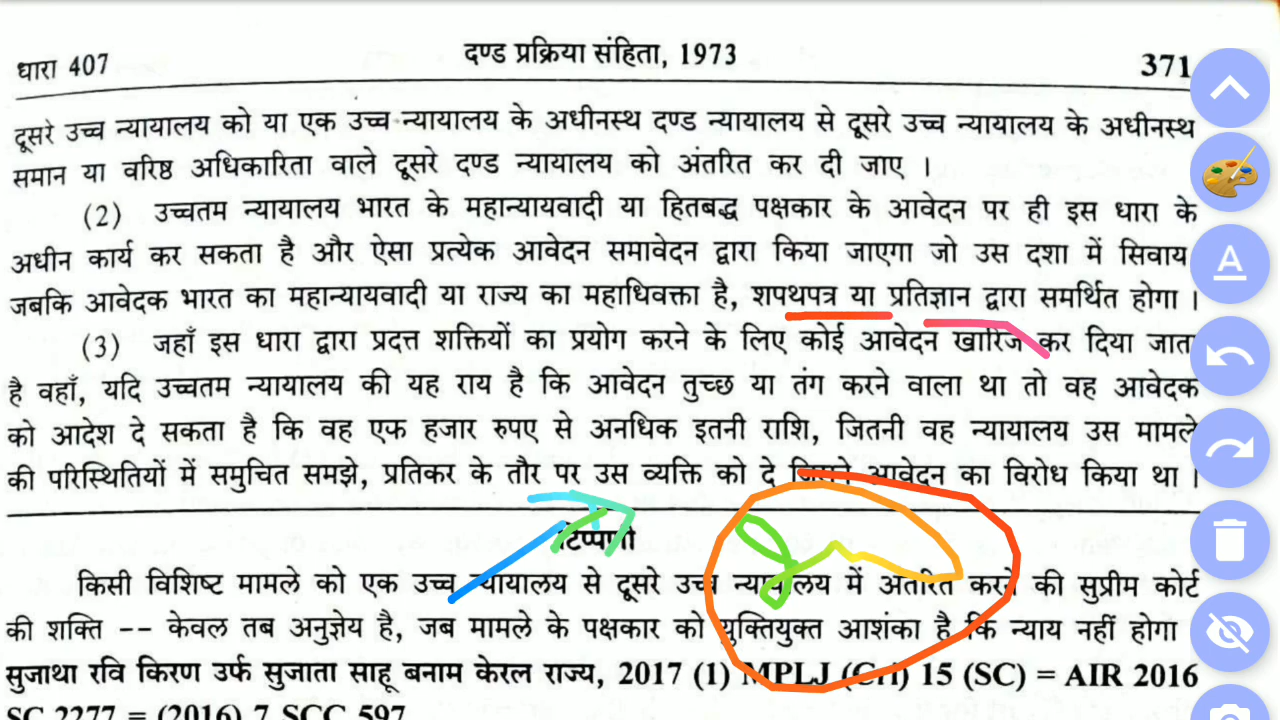 धारा 407 दण्ड प्रक्रिया संहिता, 1973 371
दूसरे उच्च न्यायालय को या एक उच्च न्यायालय के अधीनस्थ दण्ड न्यायालय से दूसरे उच्च न्यायालय के अधीनस्थ
समान या वरिष्ठ अधिकारिता वाले दूसरे दण्ड न्यायालय को अंतरित कर दी जाए ।
(2) उच्चतम न्यायालय भारत के महान्यायवादी या हितबद्ध पक्षकार के आवेदन पर ही इस धारा के
अधीन कार्य कर सकता है और ऐसा प्रत्येक आवेदन समावेदन द्वारा किया जाएगा जो उस दशा में सिवाय
जबकि आवेदक भारत का महान्यायवादी या राज्य का महाधिवक्ता है, शपथपत्र या प्रतिज्ञान द्वारा समर्थित होगा ।
(3) जहाँ इस धारा द्वारा प्रदत्त शक्तियों का प्रयोग करने के लिए कोई आवेदन खारिज कर दिया जाता
है वहाँ, यदि उच्चतम न्यायालय की यह राय है कि आवेदन तुच्छ या तंग करने वाला था तो वह आवेदक
को आदेश दे सकता है कि वह एक हजार रुपए से अनधिक इतनी राशि, जितनी वह न्यायालय उस मामले
की परिस्थितियों में समुचित समझे, प्रतिकर के तौर पर उस व्यक्ति को दे जिसने आवेदन का विरोध किया था ।
टिप्पणी
किसी विशिष्ट मामले को एक उच्च न्यायालय से दूसरे उच्च न्यायालय में अंतरित करने की सुप्रीम कोर्ट
की शक्ति -- केवल तब अनुज्ञेय है, जब मामले के पक्षकार को युक्तियुक्त आशंका है कि न्याय नहीं होगा
सुजाथा रवि किरण उर्फ सुजाता साहू बनाम केरल राज्य, 2017 (1) MPLJ (Cri) 15 (SC) = AIR 2016
SC 2277 = (2016) 7 SCC 597